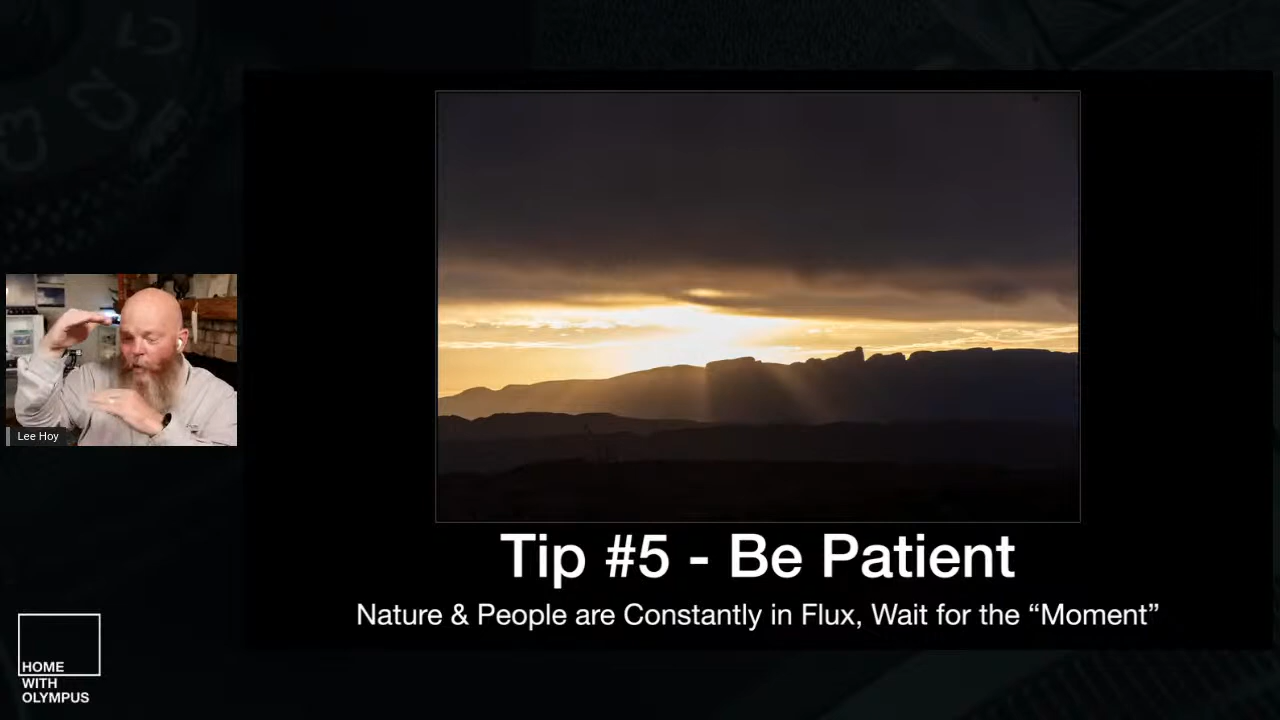 Tip #5 - Be Patient
Nature & People are Constantly in Flux, Wait for the “Moment”
Lee Hoy
HOME
WITH
OLYMPUS